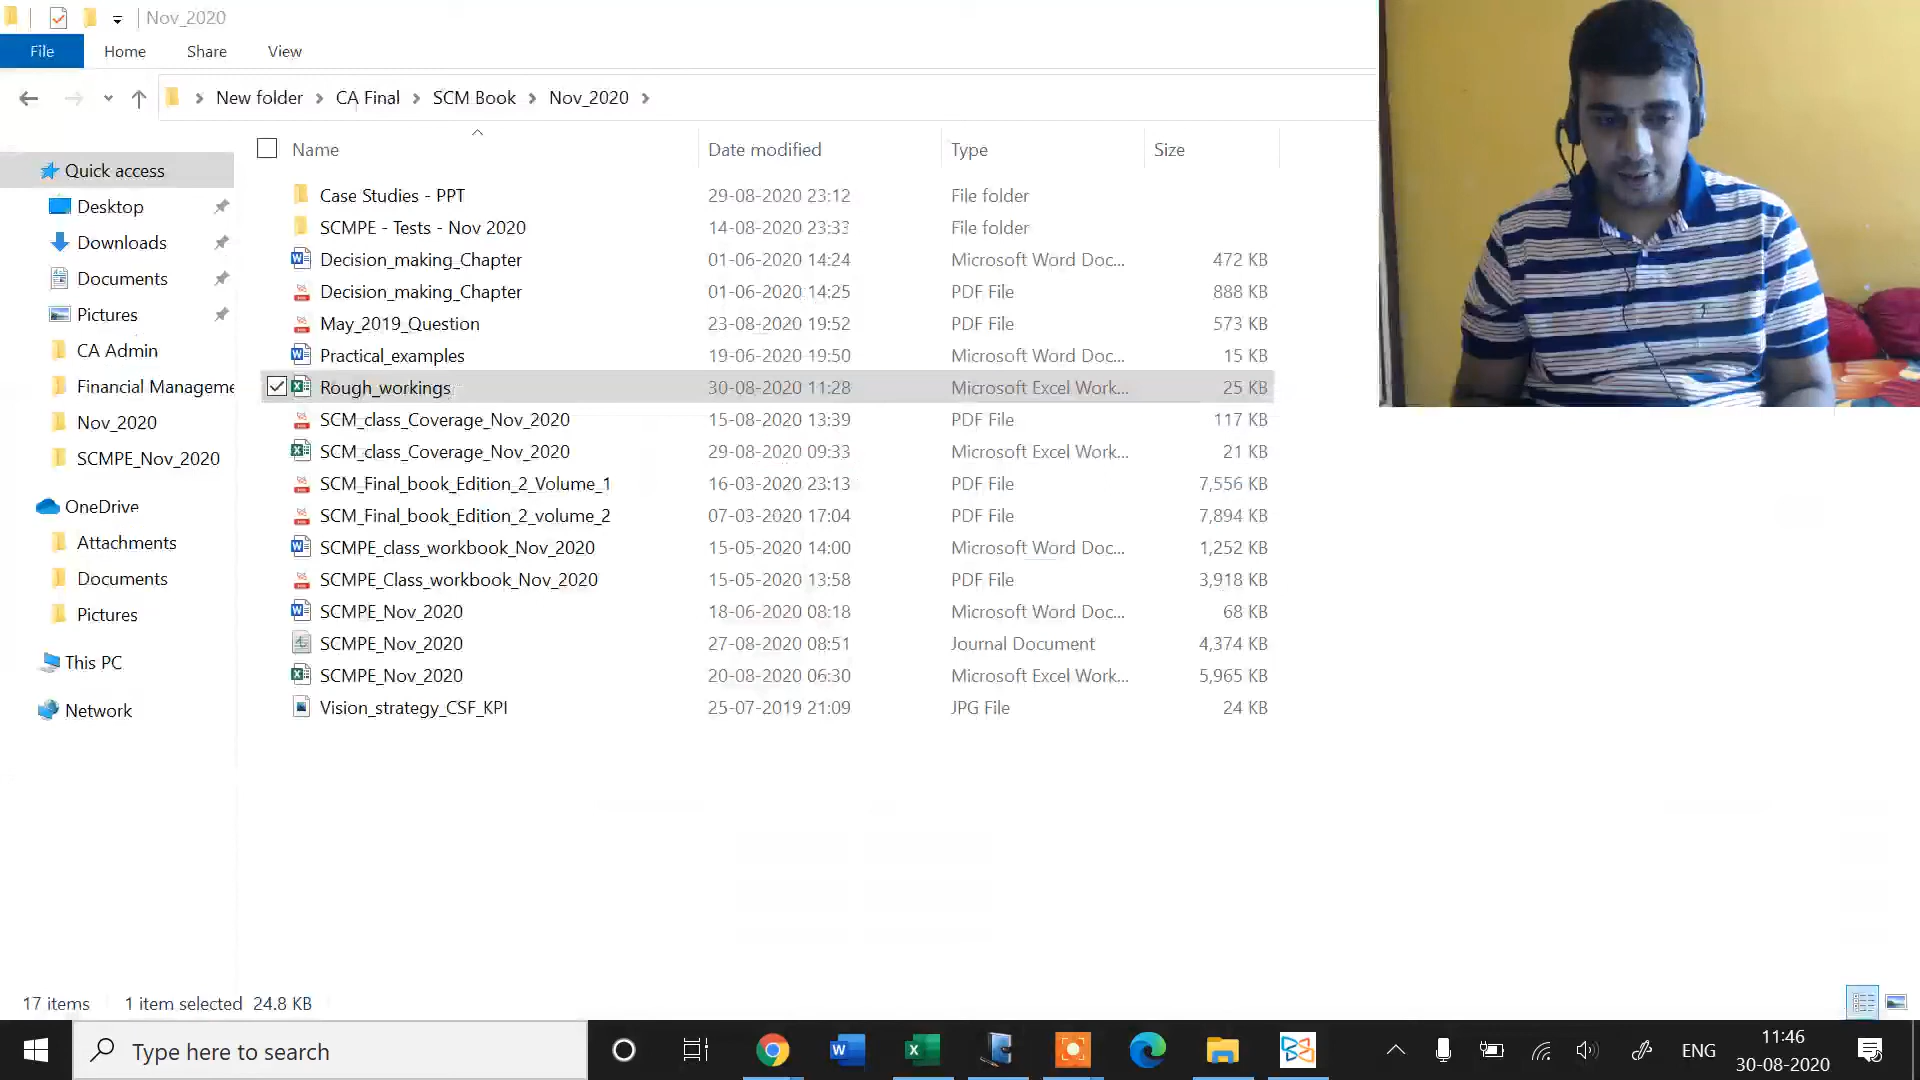 Nov_2020
File Home Share View
New folder CA Final SCM Book Nov_2020
Name Date modified Type Size
Quick access
Desktop
Downloads
Documents
Pictures
CA Admin
Financial Manageme
Nov_2020
SCMPE_Nov_2020
OneDrive
Attachments
Documents
Pictures
This PC
Network
Case Studies - PPT 29-08-2020 23:12 File folder
SCMPE - Tests - Nov 2020 14-08-2020 23:33 File folder
Decision_making_Chapter 01-06-2020 14:24 Microsoft Word Doc... 472 KB
Decision_making_Chapter 01-06-2020 14:25 PDF File 888 KB
May_2019_Question 23-08-2020 19:52 PDF File 573 KB
Practical_examples 19-06-2020 19:50 Microsoft Word Doc... 15 KB
Rough_workings 30-08-2020 11:28 Microsoft Excel Work... 25 KB
SCM_class_Coverage_Nov_2020 15-08-2020 13:39 PDF File 117 KB
SCM_class_Coverage_Nov_2020 29-08-2020 09:33 Microsoft Excel Work... 21 KB
SCM_Final_book_Edition_2_Volume_1 16-03-2020 23:13 PDF File 7,556 KB
SCM_Final_book_Edition_2_volume_2 07-03-2020 17:04 PDF File 7,894 KB
SCMPE_class_workbook_Nov_2020 15-05-2020 14:00 Microsoft Word Doc... 1,252 KB
SCMPE_Class_workbook_Nov_2020 15-05-2020 13:58 PDF File 3,918 KB
SCMPE_Nov_2020 18-06-2020 08:18 Microsoft Word Doc... 68 KB
SCMPE_Nov_2020 27-08-2020 08:51 Journal Document 4,374 KB
SCMPE_Nov_2020 20-08-2020 06:30 Microsoft Excel Work... 5,965 KB
Vision_strategy_CSF_KPI 25-07-2019 21:09 JPG File 24 KB
17 items 1 item selected 24.8 KB
Type here to search
ENG
11:46
30-08-2020